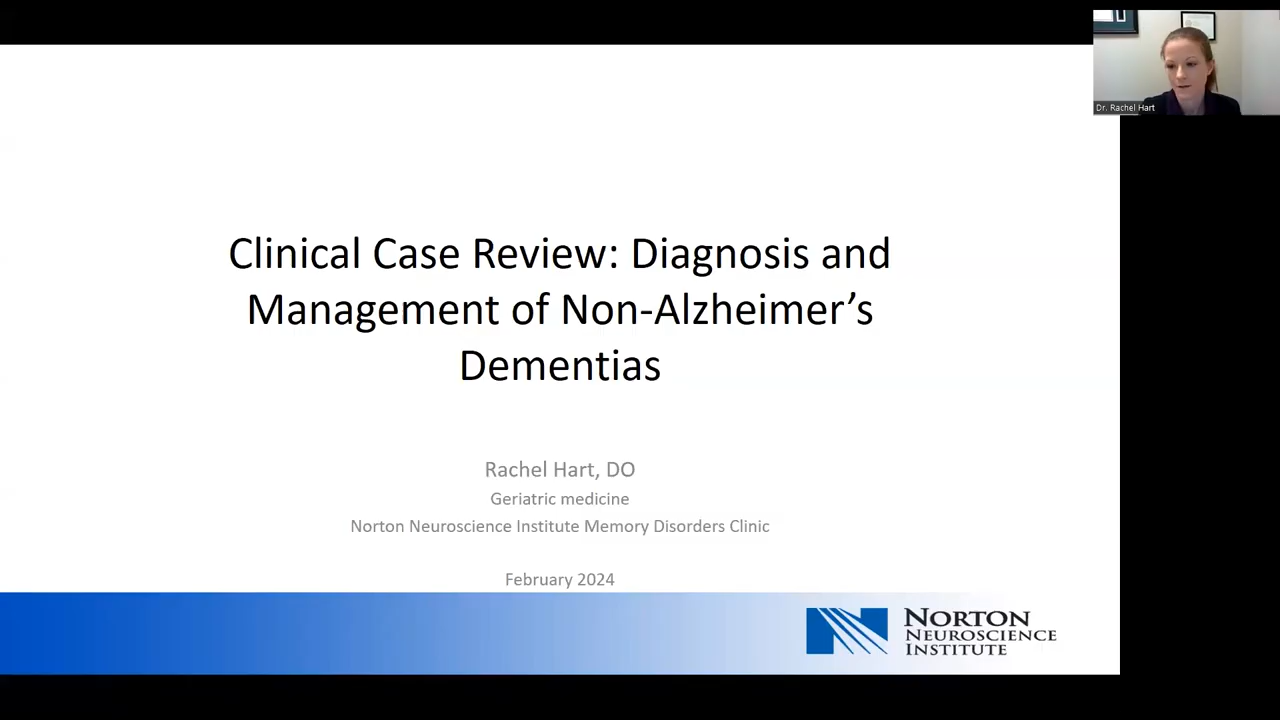 Dr. Rachel Hart
Clinical Case Review: Diagnosis and
Management of Non-Alzheimer’s
Dementias
Rachel Hart, DO
Geriatric medicine
Norton Neuroscience Institute Memory Disorders Clinic
February 2024
NORTON
NEUROSCIENCE
INSTITUTE